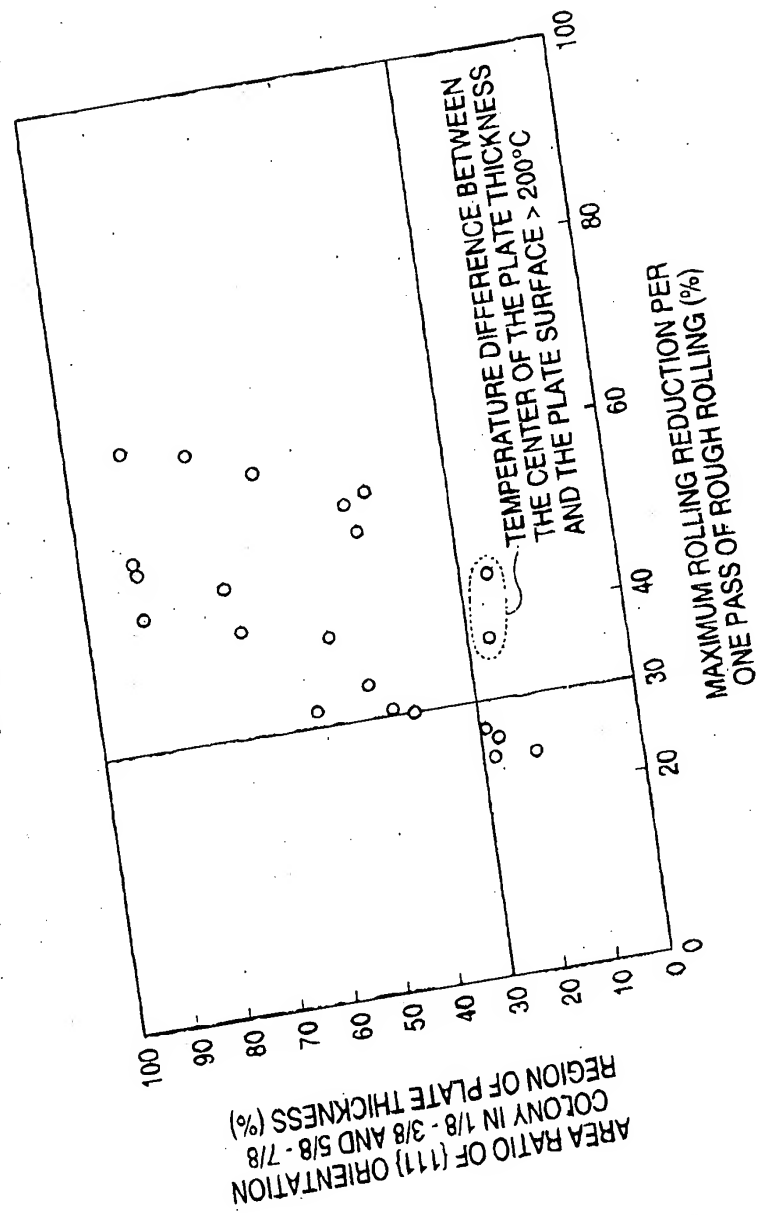 100
90
80
70
60
50
40
30
20
10
0
0
20
30
40
60
80
100
AREA RATIO OF {111} ORIENTATION
COLONY IN 1/8 - 3/8 AND 5/8 - 7/8
REGION OF PLATE THICKNESS (%)
TEMPERATURE DIFFERENCE BETWEEN
THE CENTER OF THE PLATE THICKNESS
AND THE PLATE SURFACE > 200°C
MAXIMUM ROLLING REDUCTION PER
ONE PASS OF ROUGH ROLLING (%)